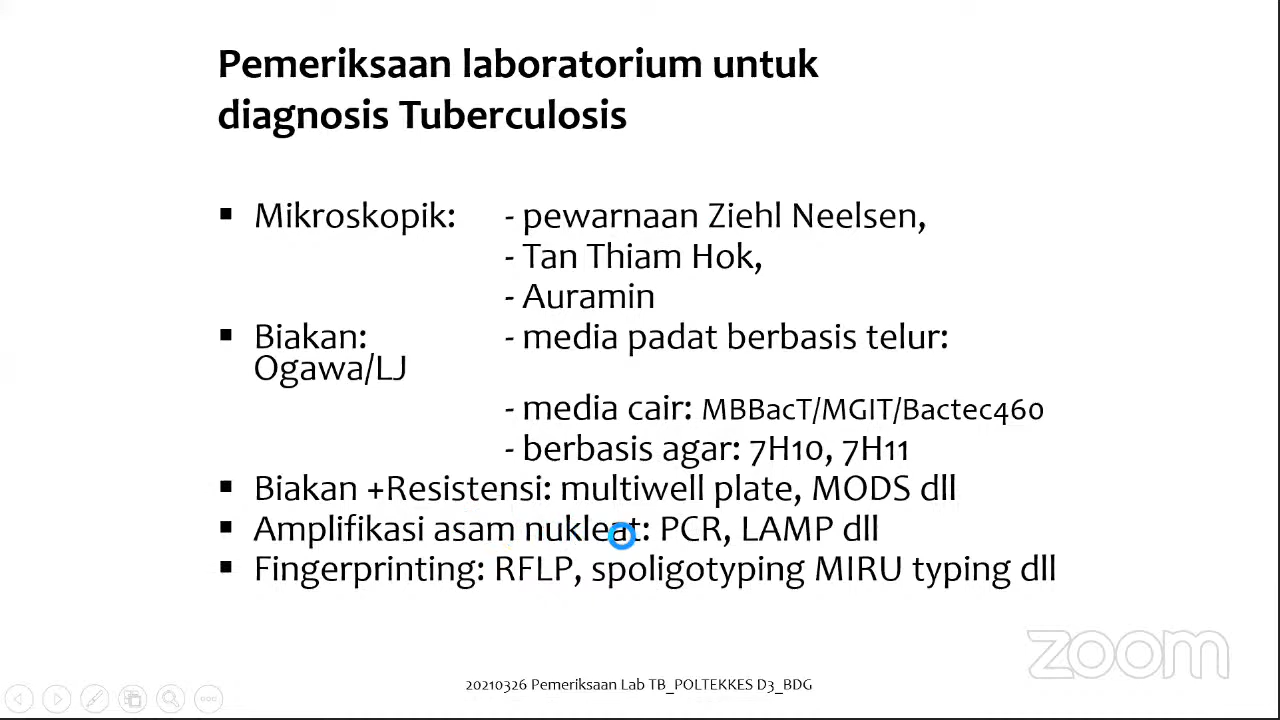 Pemeriksaan laboratorium untuk
diagnosis Tuberculosis
▪ Mikroskopik: - pewarnaan Ziehl Neelsen,
- Tan Thiam Hok,
- Auramin
▪ Biakan: - media padat berbasis telur:
Ogawa/LJ
- media cair: MBBacT/MGIT/Bactec460
- berbasis agar: 7H10, 7H11
▪ Biakan +Resistensi: multiwell plate, MODS dll
▪ Amplifikasi asam nukleat: PCR, LAMP dll
▪ Fingerprinting: RFLP, spoligotyping MIRU typing dll
zoom
20210326 Pemeriksaan Lab TB_POLTEKKES D3_BDG